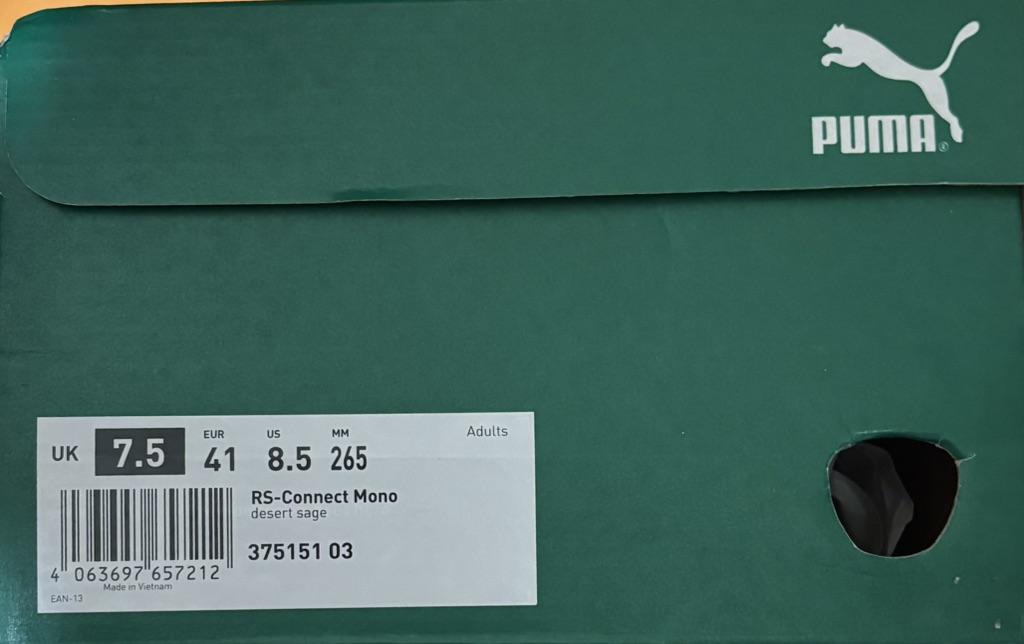 PUMA®
Adults
UK 7.5 EUR 41 US 8.5 MM 265
RS-Connect Mono
desert sage
375151 03
4 063697 657212
Made in Vietnam
EAN-13